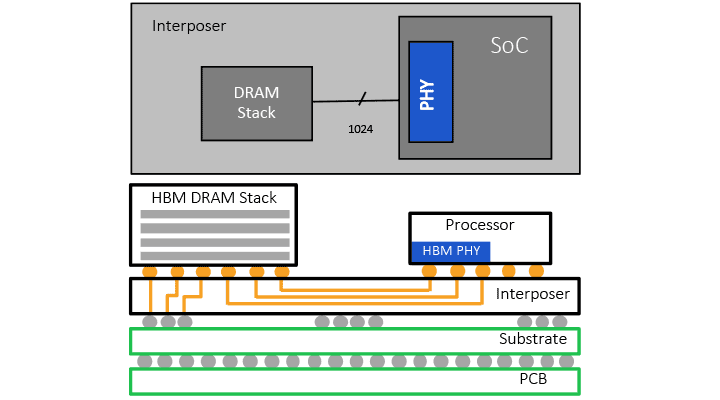 Interposer
SoC
DRAM
Stack
PHY
1024
HBM DRAM Stack
Processor
HBM PHY
Interposer
Substrate
PCB